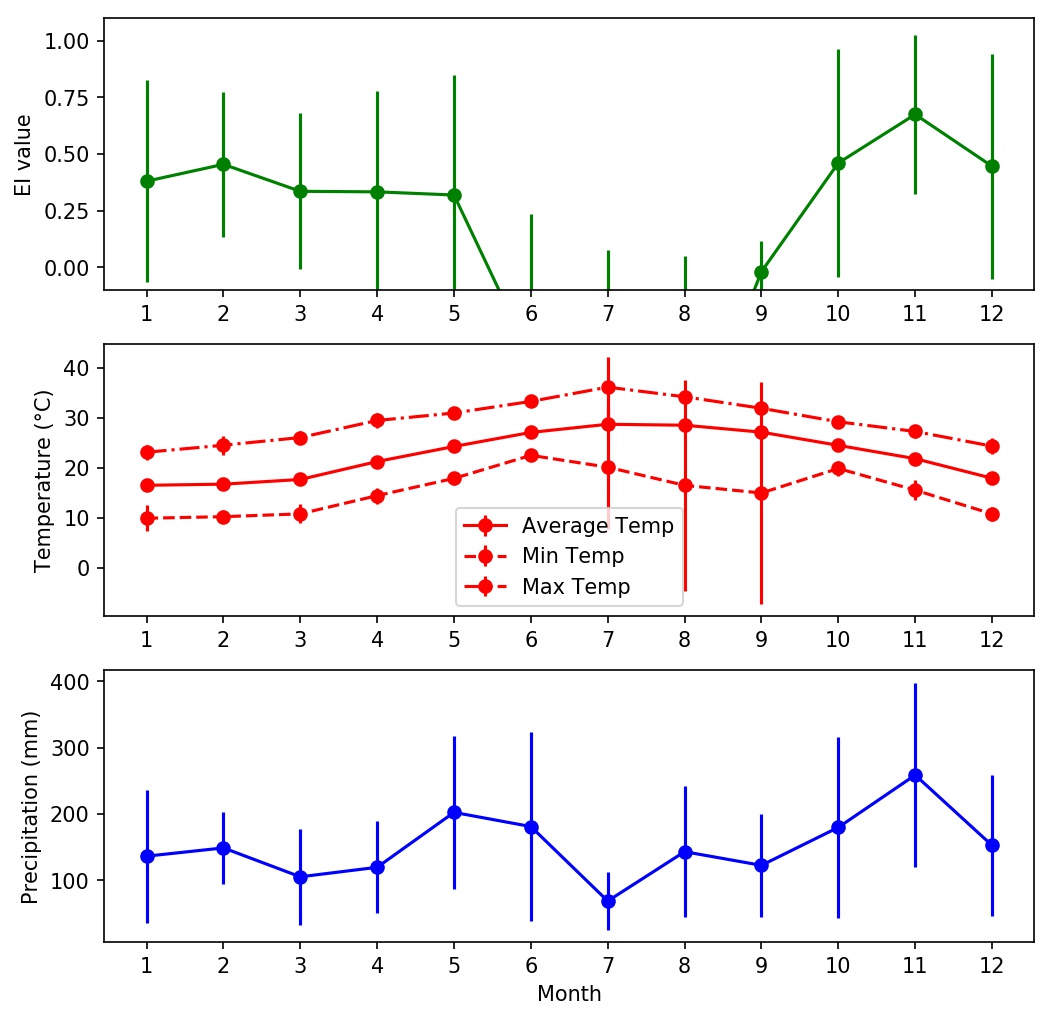 EI value
1.00
0.75
0.50
0.25
0.00
1 2 3 4 5 6 7 8 9 10 11 12
Temperature (°C)
40
30
20
10
0
Average Temp
Min Temp
Max Temp
1 2 3 4 5 6 7 8 9 10 11 12
Precipitation (mm)
400
300
200
100
1 2 3 4 5 6 7 8 9 10 11 12
Month